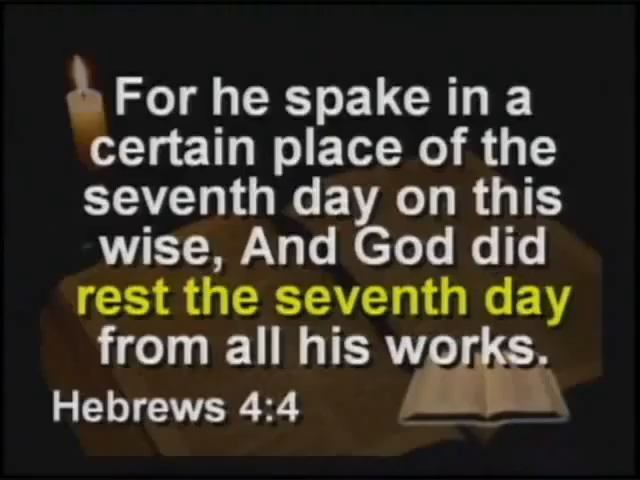 For he spake in a
certain place of the
seventh day on this
wise, And God did
rest the seventh day
from all his works.
Hebrews 4:4